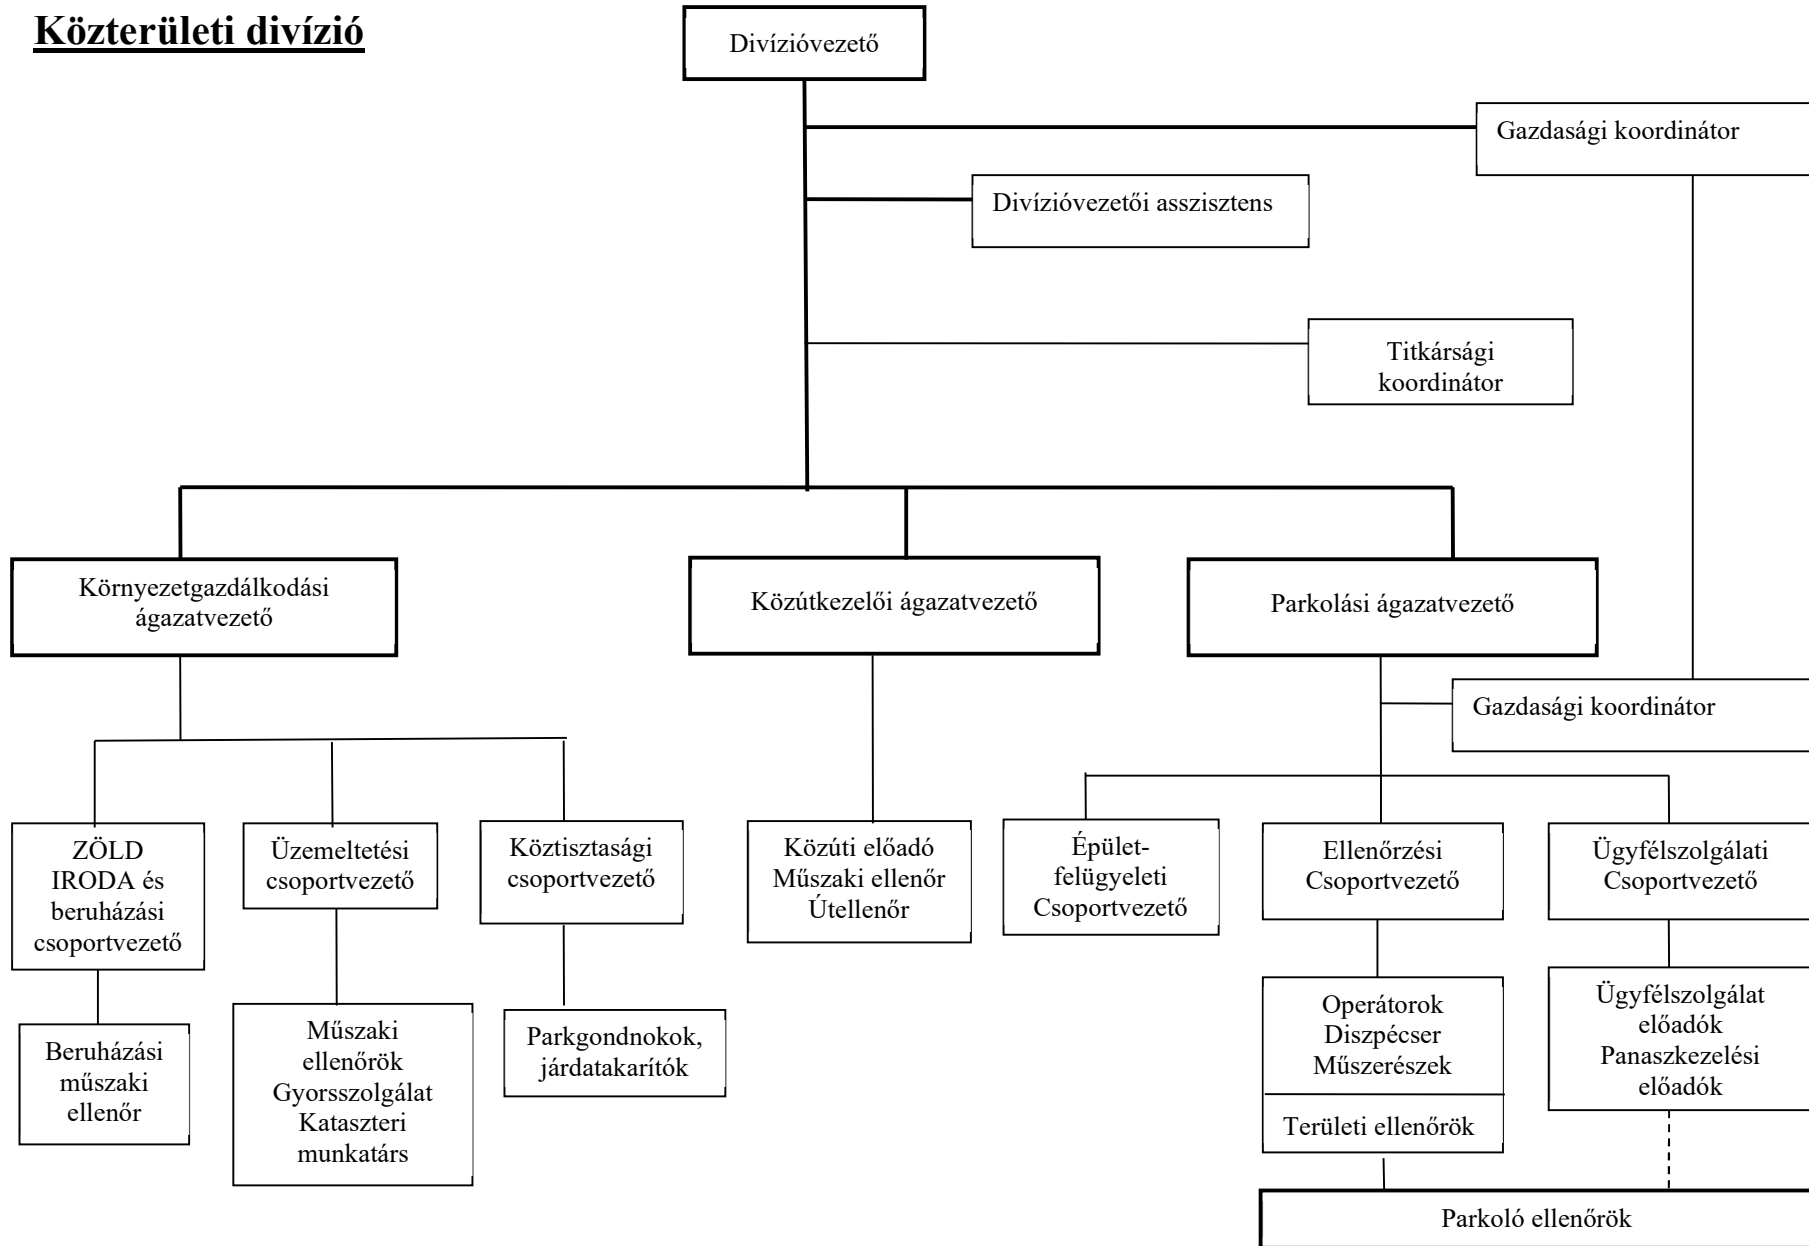 Közterületi divízió
Divízióvezető
Gazdasági koordinátor
Divízióvezetői asszisztens
Titkársági
koordinátor
Környezetgazdálkodási
ágazatvezető
Közútkezelői ágazatvezető
Parkolási ágazatvezető
Gazdasági koordinátor
ZÖLD
IRODA és
beruházási
csoportvezető
Üzemeltetési
csoportvezető
Köztisztasági
csoportvezető
Közúti előadó
Műszaki ellenőr
Útellenőr
Épület-
felügyeleti
Csoportvezető
Ellenőrzési
Csoportvezető
Ügyfélszolgálati
Csoportvezető
Beruházási
műszaki
ellenőr
Műszaki
ellenőrök
Gyorsszolgálat
Kataszteri
munkatárs
Parkgondnokok,
járdatakarítók
Operátorok
Diszpécser
Műszerészek
Területi ellenőrök
Ügyfélszolgálat
előadók
Panaszkezelési
előadók
Parkoló ellenőrök